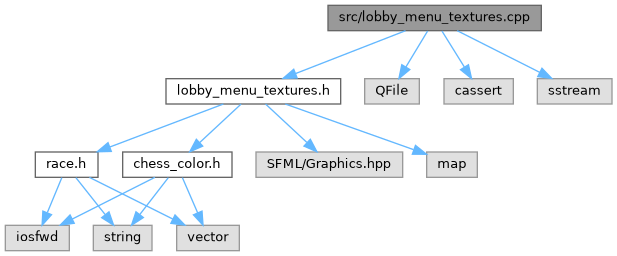 src/lobby_menu_textures.cpp
lobby_menu_textures.h
QFile
cassert
sstream
race.h
chess_color.h
SFML/Graphics.hpp
map
iosfwd
string
vector